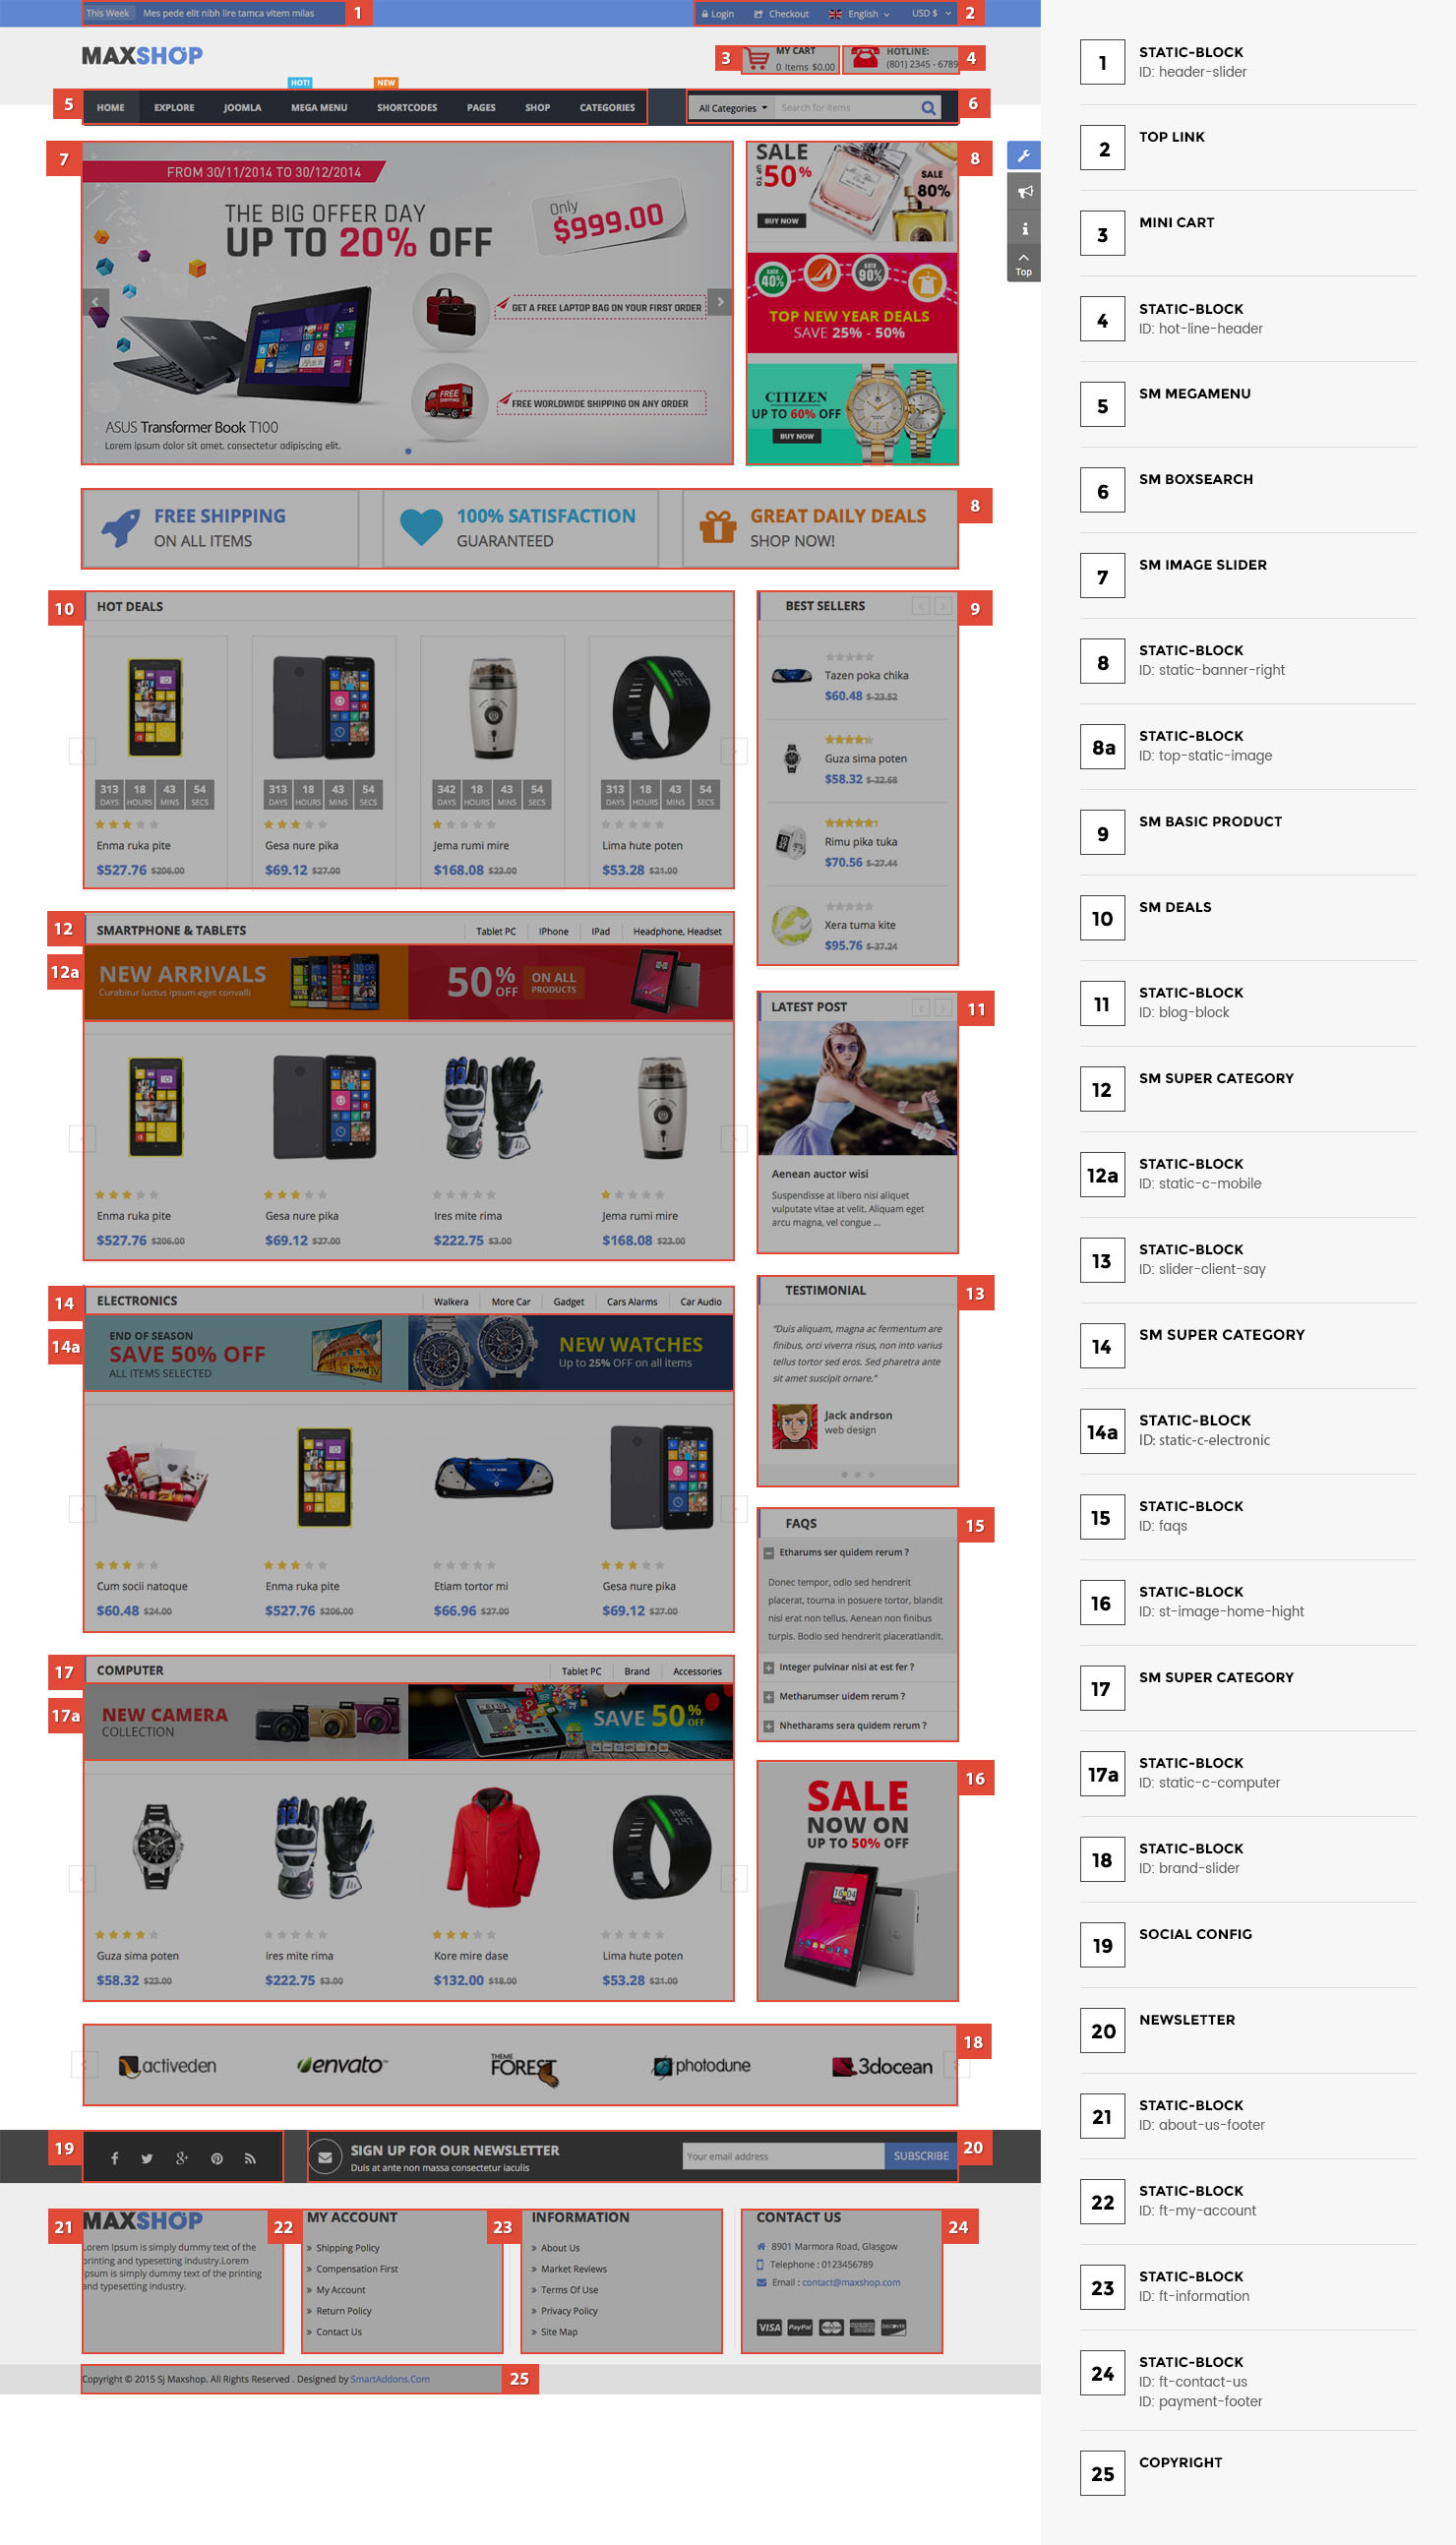 This Week Mes pede elit nibh lire tamca vitem milas 1
Login Checkout English USD $ 2
MAXSHOP
3 MY CART
0 Items $0.00
HOTLINE:
(801) 2345 - 6789 4
HOT! NEW
5 HOME EXPLORE JOOMLA MEGA MENU SHORTCODES PAGES SHOP CATEGORIES
All Categories Search for items 6
7
FROM 30/11/2014 TO 30/12/2014
THE BIG OFFER DAY
UP TO 20% OFF
Only
$999.00
GET A FREE LAPTOP BAG ON YOUR FIRST ORDER
FREE SHIPPING
FREE WORLDWIDE SHIPPING ON ANY ORDER
ASUS Transformer Book T100
Lorem ipsum dolor sit amet, consectetur adipiscing elit.
8
SALE
UP TO 50%
BUY NOW
SALE
80%
sale 40%
sale 90%
TOP NEW YEAR DEALS
SAVE 25% - 50%
CITIZEN
UP TO 60% OFF
BUY NOW
Top
FREE SHIPPING
ON ALL ITEMS
100% SATISFACTION
GUARANTEED
GREAT DAILY DEALS
SHOP NOW!
8
10 HOT DEALS
313 18 43 54
DAYS HOURS MINS SECS
Enma ruka pite
$527.76 $206.00
313 18 43 54
DAYS HOURS MINS SECS
Gesa nure pika
$69.12 $27.00
342 18 43 54
DAYS HOURS MINS SECS
Jema rumi mire
$168.08 $23.00
313 18 43 54
DAYS HOURS MINS SECS
Lima hute poten
$53.28 $21.00
BEST SELLERS 9
Tazen poka chika
$60.48 $-23.52
Guza sima poten
$58.32 $-22.68
Rimu pika tuka
$70.56 $-27.44
Xera tuma kite
$95.76 $-37.24
12 SMARTPHONE & TABLETS Tablet PC IPhone IPad Headphone, Headset
12a NEW ARRIVALS
Curabitur luctus ipsum eget convalli
50% OFF ON ALL
PRODUCTS
Enma ruka pite
$527.76 $206.00
Gesa nure pika
$69.12 $27.00
Ires mite rima
$222.75 $3.00
Jema rumi mire
$168.08 $23.00
LATEST POST 11
Aenean auctor wisi
Suspendisse at libero nisi aliquet
vulputate vitae at velit. Aliquam eget
arcu magna, vel congue ...
14 ELECTRONICS Walkera More Car Gadget Cars Alarms Car Audio
14a END OF SEASON
SAVE 50% OFF
ALL ITEMS SELECTED
NEW WATCHES
Up to 25% OFF on all items
Cum socii natoque
$60.48 $24.00
Enma ruka pite
$527.76 $206.00
Etiam tortor mi
$66.96 $27.00
Gesa nure pika
$69.12 $27.00
TESTIMONIAL 13
"Duis aliquam, magna ac fermentum are
finibus, orci viverra risus, non into varius
tellus tortor sed eros. Sed pharetra ante
sit amet suscipit ornare."
Jack andrson
web design
FAQS 15
Etharums ser quidem rerum ?
Donec tempor, odio sed hendrerit
placerat, tourna in posuere tortor, blandit
nisi erat non tellus. Aenean non finibus
turpis. Bodio sed hendrerit placeratlandit.
Integer pulvinar nisi at est fer ?
Metharumser uidem rerum ?
Nhetharams sera quidem rerum ?
17 COMPUTER Tablet PC Brand Accessories
17a NEW CAMERA
COLLECTION
SAVE 50% OFF
Guza sima poten
$58.32 $23.00
Ires mite rima
$222.75 $3.00
Kore mire dase
$132.00 $18.00
Lima hute poten
$53.28 $21.00
16
SALE
NOW ON
UP TO 50% OFF
activeden envato THEME FOREST photodune 3docean 18
19
SIGN UP FOR OUR NEWSLETTER
Duis at ante non massa consectetur iaculis
Your email address SUBSCRIBE 20
21 MAXSHOP
Lorem Ipsum is simply dummy text of the
printing and typesetting industry.Lorem
Ipsum is simply dummy text of the printing
and typesetting industry.
22 MY ACCOUNT
Shipping Policy
Compensation First
My Account
Return Policy
Contact Us
23 INFORMATION
About Us
Market Reviews
Terms Of Use
Privacy Policy
Site Map
CONTACT US 24
8901 Marmora Road, Glasgow
Telephone : 0123456789
Email : contact@maxshop.com
VISA PayPal DISCOVER
Copyright © 2015 Sj Maxshop. All Rights Reserved . Designed by SmartAddons.Com 25
1 STATIC-BLOCK
ID: header-slider
2 TOP LINK
3 MINI CART
4 STATIC-BLOCK
ID: hot-line-header
5 SM MEGAMENU
6 SM BOXSEARCH
7 SM IMAGE SLIDER
8 STATIC-BLOCK
ID: static-banner-right
8a STATIC-BLOCK
ID: top-static-image
9 SM BASIC PRODUCT
10 SM DEALS
11 STATIC-BLOCK
ID: blog-block
12 SM SUPER CATEGORY
12a STATIC-BLOCK
ID: static-c-mobile
13 STATIC-BLOCK
ID: slider-client-say
14 SM SUPER CATEGORY
14a STATIC-BLOCK
ID: static-c-electronic
15 STATIC-BLOCK
ID: faqs
16 STATIC-BLOCK
ID: st-image-home-hight
17 SM SUPER CATEGORY
17a STATIC-BLOCK
ID: static-c-computer
18 STATIC-BLOCK
ID: brand-slider
19 SOCIAL CONFIG
20 NEWSLETTER
21 STATIC-BLOCK
ID: about-us-footer
22 STATIC-BLOCK
ID: ft-my-account
23 STATIC-BLOCK
ID: ft-information
24 STATIC-BLOCK
ID: ft-contact-us
ID: payment-footer
25 COPYRIGHT